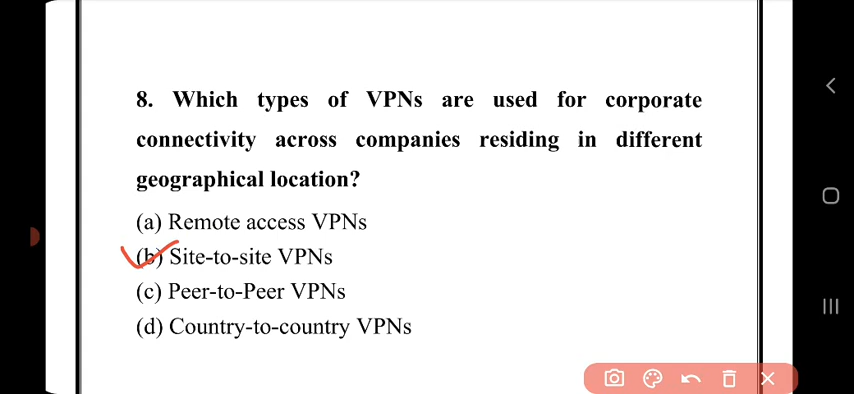 8. Which types of VPNs are used for corporate
connectivity across companies residing in different
geographical location?
(a) Remote access VPNs
(b) Site-to-site VPNs
(c) Peer-to-Peer VPNs
(d) Country-to-country VPNs